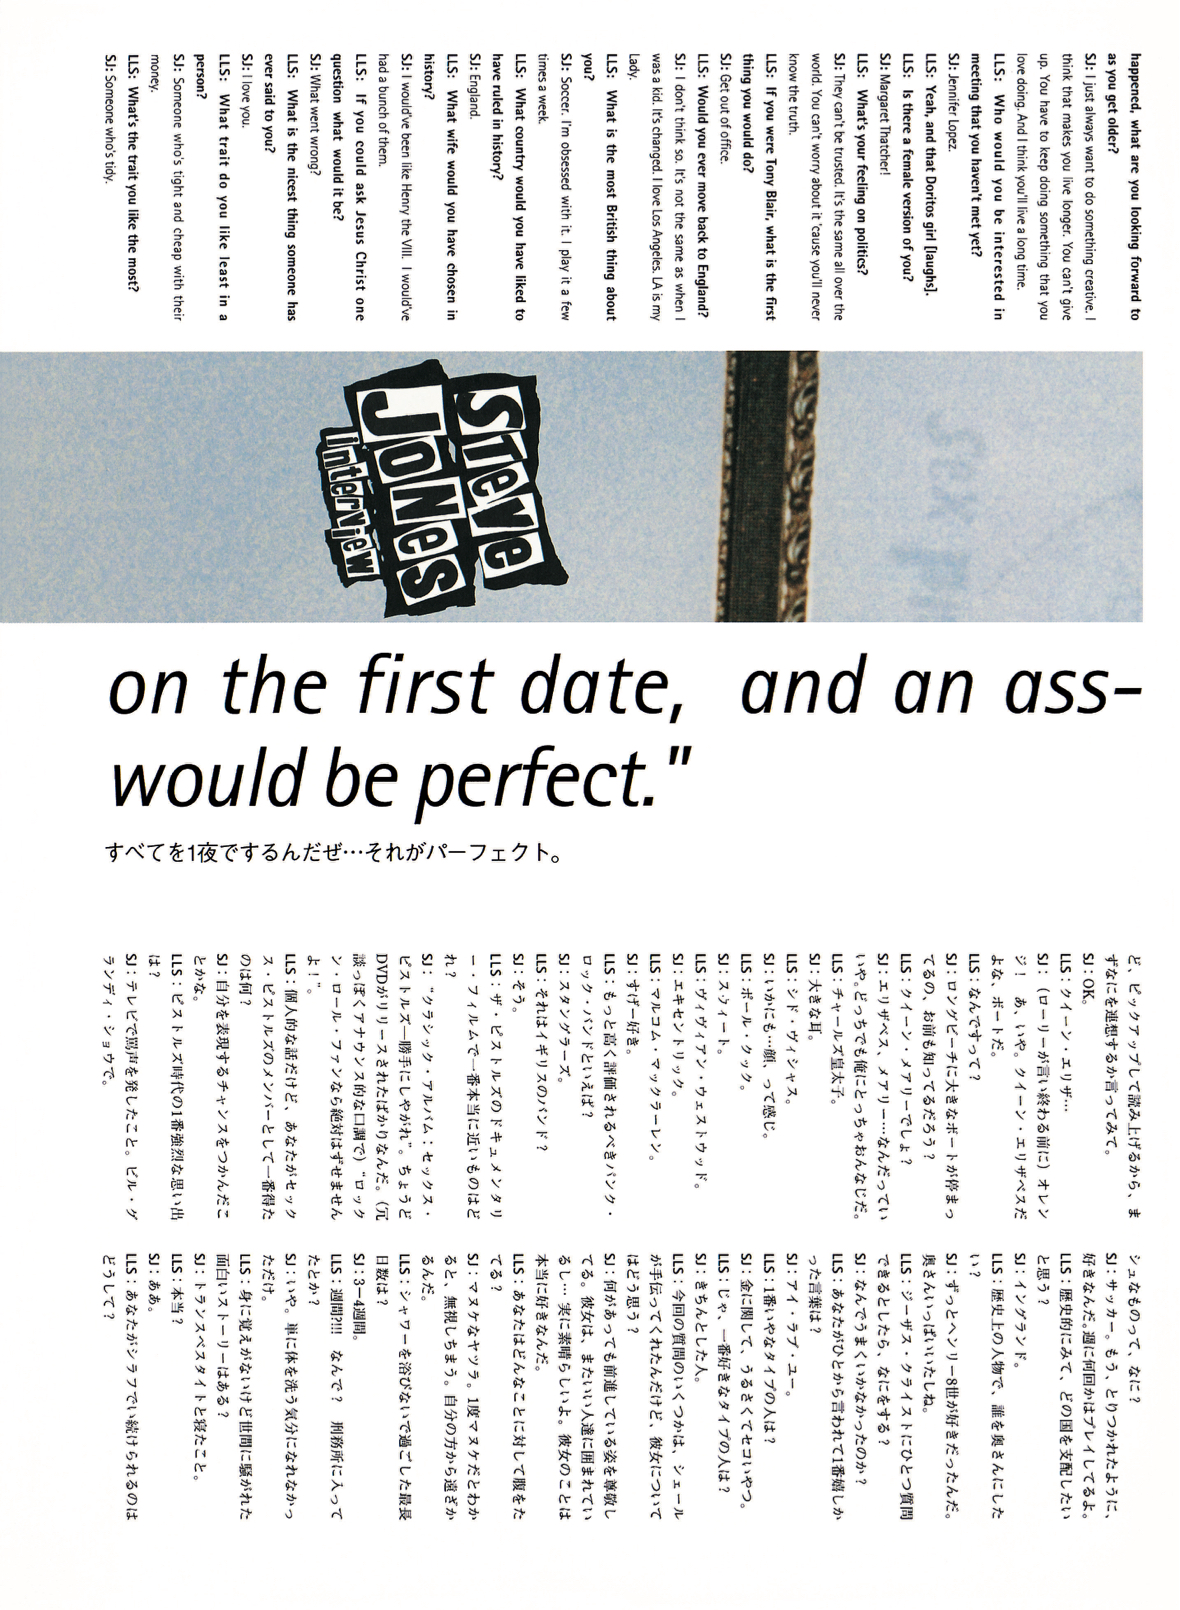 happened, what are you looking forward to
as you get older?
SJ: I just always want to do something creative. I
think that makes you live longer. You can't give
up. You have to keep doing something that you
love doing. And I think you'll live a long time.
LLS: Who would you be interested in
meeting that you haven't met yet?
SJ: Jennifer Lopez.
LLS: Yeah, and that Doritos girl [laughs].
LLS: Is there a female version of you?
SJ: Margaret Thatcher!
LLS: What's your feeling on politics?
SJ: They can't be trusted. It's the same all over the
world. You can't worry about it 'cause you'll never
know the truth.
LLS: If you were Tony Blair, what is the first
thing you would do?
SJ: Get out of office.
LLS: Would you ever move back to England?
SJ: I don't think so. It's not the same as when I
was a kid. It's changed. I love Los Angeles. LA is my
Lady.
LLS: What is the most British thing about
you?
SJ: Soccer. I'm obsessed with it. I play it a few
times a week.
LLS: What country would you have liked to
have ruled in history?
SJ: England.
LLS: What wife would you have chosen in
history?
SJ: I would've been like Henry the VIII. I would've
had a bunch of them.
LLS: If you could ask Jesus Christ one
question what would it be?
SJ: What went wrong?
LLS: What is the nicest thing someone has
ever said to you?
SJ: I love you.
LLS: What trait do you like least in a
person?
SJ: Someone who's tight and cheap with their
money.
LLS: What's the trait you like the most?
SJ: Someone who's tidy.
STeve
JoNes
interview
on the first date, and an ass-
would be perfect."
すべてを1夜でするんだぜ…それがパーフェクト。
ど、ピックアップして読み上げるから、ま
ずなにを連想するか言ってみて。
SJ：OK。
LLS：クイーン・エリザ…
SJ：（ローリーが言い終わる前に）オレン
ジ！　あ、いや。クイーン・エリザベスだ
よな、ボートだ。
LLS：なんですって？
SJ：ロングビーチに大きなボートが停まっ
てるの、お前も知ってるだろう？
LLS：クイーン・メアリーでしょ？
SJ：エリザベス、メアリー…なんだってい
いや。どっちでも俺にとっちゃおんなじだ。
LLS：チャールズ皇太子。
SJ：大きな耳。
LLS：シド・ヴィシャス。
SJ：いかにも…顔、って感じ。
LLS：ポール・クック。
SJ：スウィート。
LLS：ヴィヴィアン・ウェストウッド。
SJ：エキセントリック。
LLS：マルコム・マックラーレン。
SJ：すげー好き。
LLS：もっと高く評価されるべきパンク・
ロック・バンドといえば？
SJ：スタングラーズ。
LLS：それはイギリスのバンド？
SJ：そう。
LLS：ザ・ピストルズのドキュメンタリ
ー・フィルムで一番本当に近いものはど
れ？
SJ：“クラシック・アルバム：セックス・
ピストルズ―勝手にしやがれ”。ちょうど
DVDがリリースされたばかりなんだ。（冗
談っぽくアナウンス的な口調で）“ロック
ン・ロール・ファンなら絶対はずせません
よ！”。
LLS：個人的な話だけど、あなたがセック
ス・ピストルズのメンバーとして一番得た
のは何？
SJ：自分を表現するチャンスをつかんだこ
とかな。
LLS：ピストルズ時代の1番強烈な思い出
は？
SJ：テレビで罵声を発したこと。ビル・グ
ランディ・ショウで。
シュなものって、なに？
SJ：サッカー。もう、とりつかれたように、
好きなんだ。週に何回かはプレイしてるよ。
LLS：歴史的にみて、どの国を支配したい
と思う？
SJ：イングランド。
LLS：歴史上の人物で、誰を奥さんにした
い？
SJ：ずっとヘンリー8世が好きだったんだ。
奥さんいっぱいいたしね。
LLS：ジーザス・クライストにひとつ質問
できるとしたら、なにをする？
SJ：なんでうまくいかなかったのか？
LLS：あなたがひとから言われて1番嬉しか
った言葉は？
SJ：アイ・ラブ・ユー。
LLS：1番いやなタイプの人は？
SJ：金に関して、うるさくてセコいやつ。
LLS：じゃ、一番好きなタイプの人は？
SJ：きちんとした人。
LLS：今回の質問のいくつかは、シェール
が手伝ってくれたんだけど、彼女について
はどう思う？
SJ：何があっても前進している姿を尊敬し
てる。彼女は、またいい人達に囲まれてい
るし…実に素晴らしいよ。彼女のことは
本当に好きなんだ。
LLS：あなたはどんなことに対して腹をた
てる？
SJ：マヌケなヤツラ。1度マヌケだとわか
ると、無視しちまう。自分の方から遠ざか
るんだ。
LLS：シャワーを浴びないで過ごした最長
日数は？
SJ：3―4週間。
LLS：週間?!!!　なんで？　刑務所に入って
たとか？
SJ：いや。単に体を洗う気分になれなかっ
ただけ。
LLS：身に覚えがないけど世間に騒がれた
面白いストーリーはある？
SJ：トランスベスタイトと寝たこと。
LLS：本当？
SJ：ああ。
LLS：あなたがシラフでい続けられるのは
どうして？